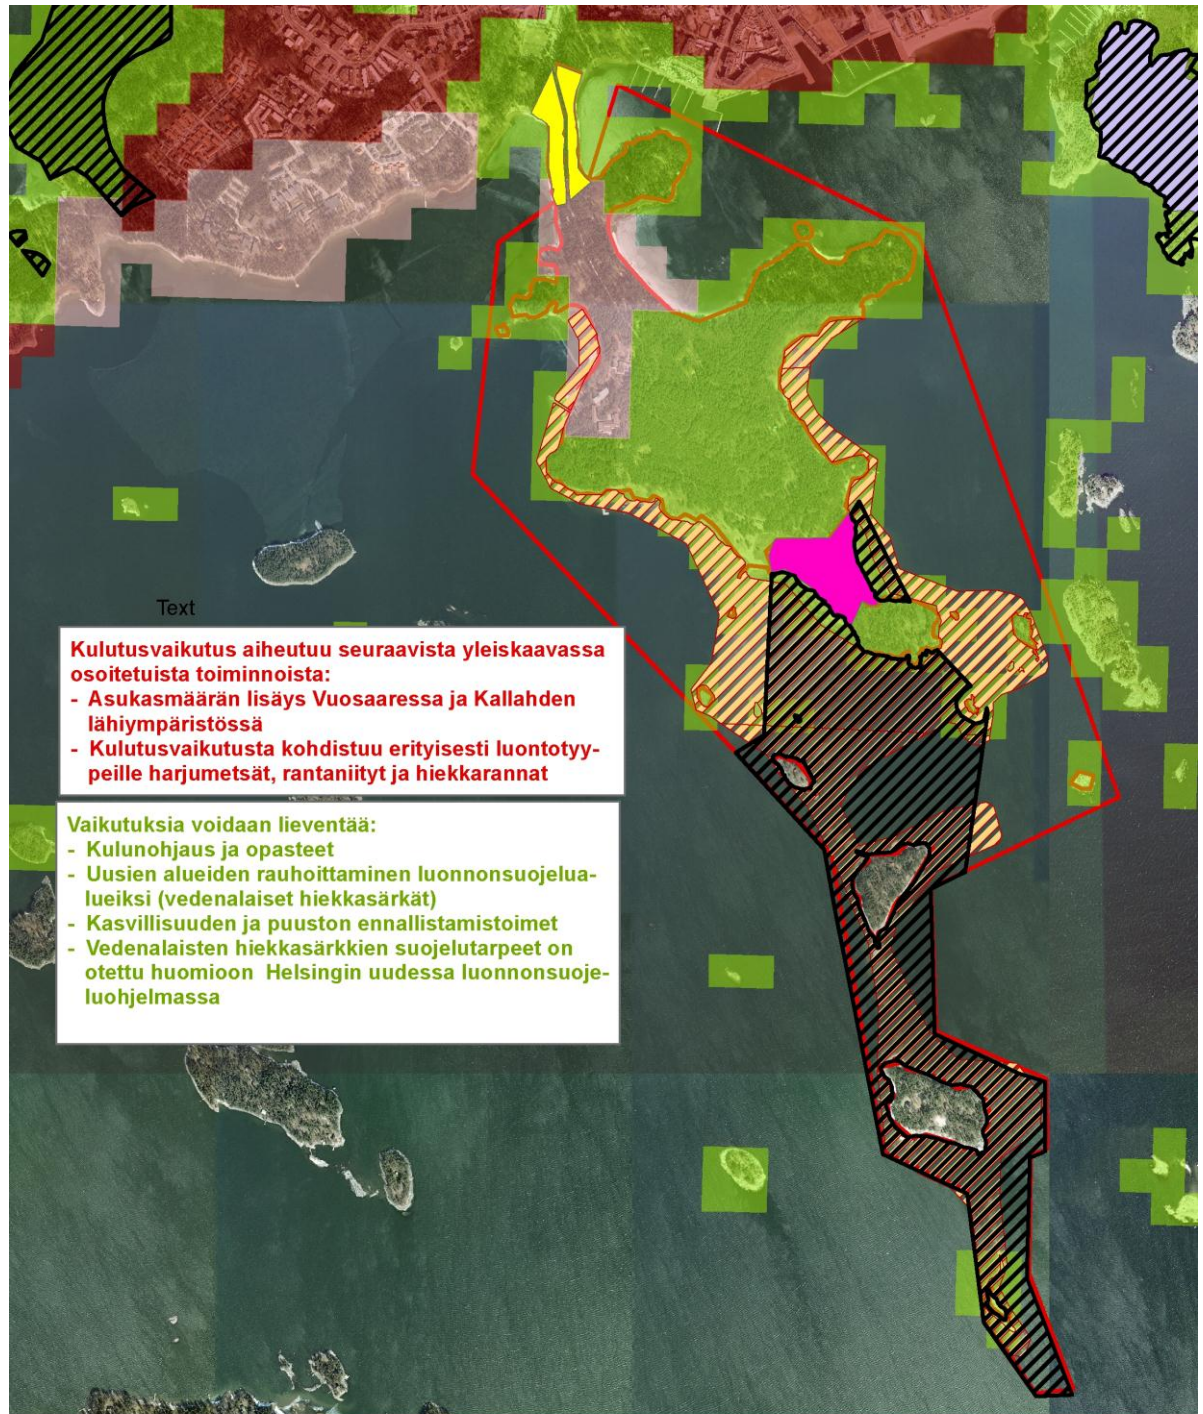 Text
Kulutusvaikutus aiheutuu seuraavista yleiskaavassa
osoitetuista toiminnoista:
- Asukasmäärän lisäys Vuosaaressa ja Kallahden
lähiympäristössä
- Kulutusvaikutusta kohdistuu erityisesti luontotyy-
peille harjumetsät, rantaniityt ja hiekkarannat
Vaikutuksia voidaan lieventää:
- Kulunohjaus ja opasteet
- Uusien alueiden rauhoittaminen luonnonsuojelua-
lueiksi (vedenalaiset hiekkasärkät)
- Kasvillisuuden ja puuston ennallistamistoimet
- Vedenalaisten hiekkasärkkien suojelutarpeet on
otettu huomioon Helsingin uudessa luonnonsuoje-
luohjelmassa